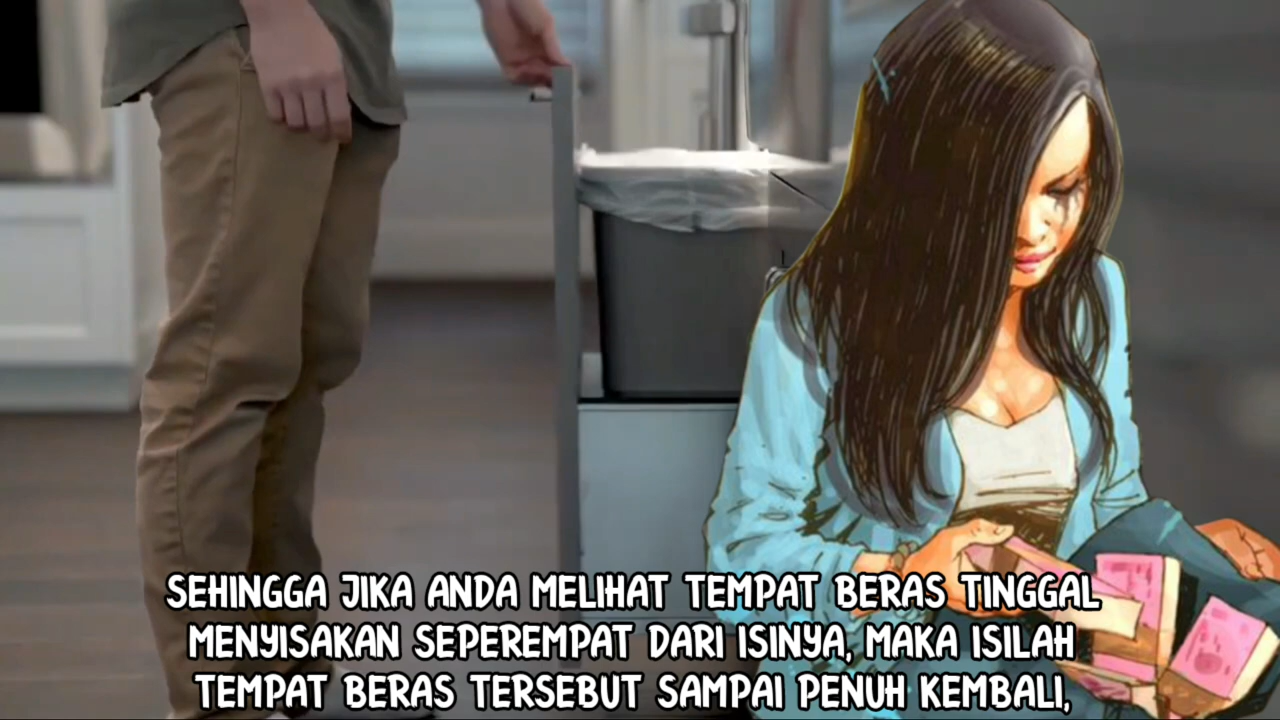 SEHINGGA JIKA ANDA MELIHAT TEMPAT BERAS TINGGAL
MENYISAKAN SEPEREMPAT DARI ISINYA, MAKA ISILAH
TEMPAT BERAS TERSEBUT SAMPAI PENUH KEMBALI,